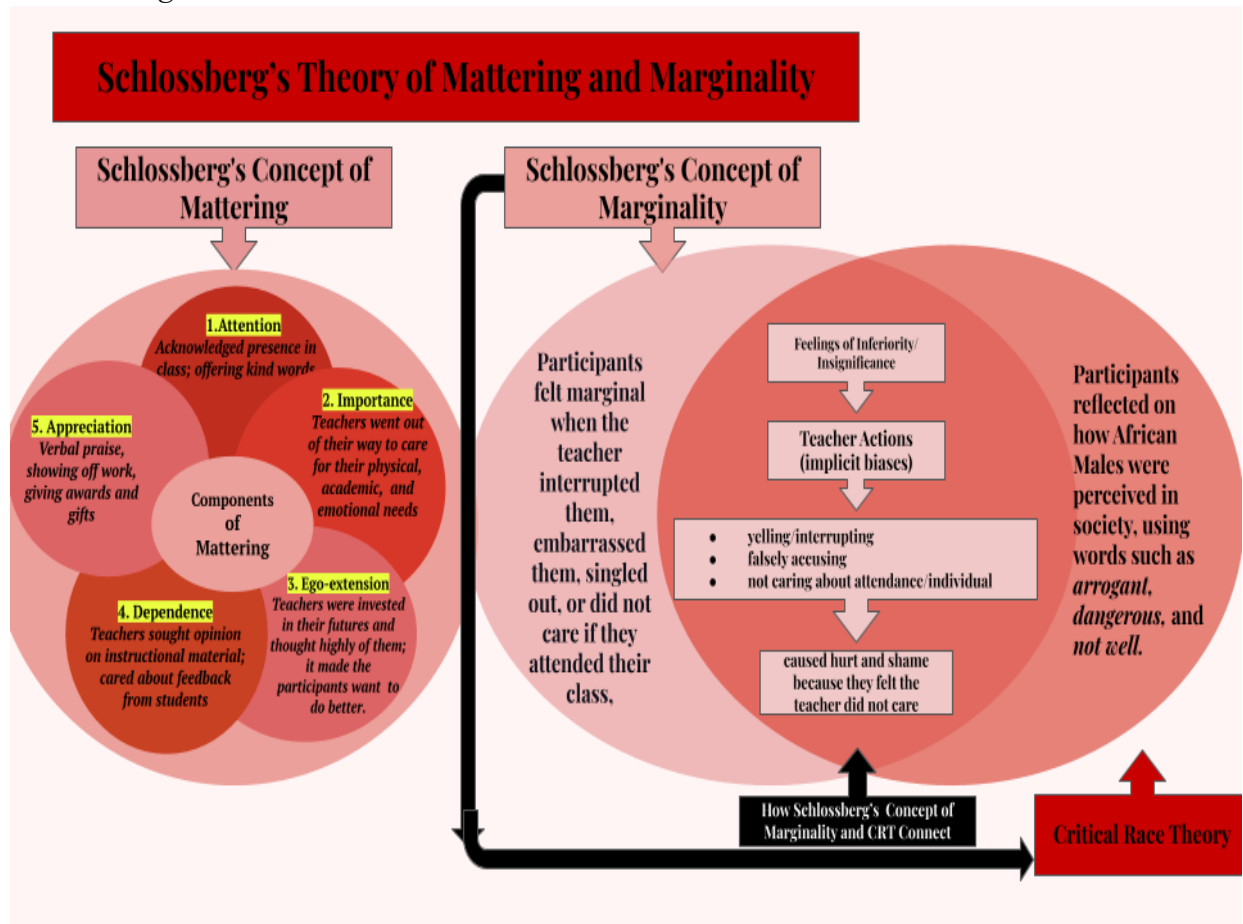 Schlossberg's Theory of Mattering and Marginality
Schlossberg's Concept of
Mattering
1.Attention
Acknowledged presence in
class; offering kind words
2. Importance
Teachers went out
of their way to care
for their physical,
academic, and
emotional needs
3. Ego-extension
Teachers were invested
in their futures and
thought highly of them;
it made the
participants want to
do better.
4. Dependence
Teachers sought opinion
on instructional material;
cared about feedback
from students
5. Appreciation
Verbal praise,
showing off work,
giving awards and
gifts
Components
of
Mattering
Schlossberg's Concept of
Marginality
Participants
felt marginal
when the
teacher
interrupted
them,
embarrassed
them, singled
out, or did not
care if they
attended their
class,
Feelings of Inferiority/
Insignificance
Teacher Actions
(implicit biases)
• yelling/interrupting
• falsely accusing
• not caring about attendance/individual
caused hurt and shame
because they felt the
teacher did not care
Participants
reflected on
how African
Males were
perceived in
society, using
words such as
arrogant,
dangerous, and
not well.
How Schlossberg's Concept of
Marginality and CRT Connect
Critical Race Theory